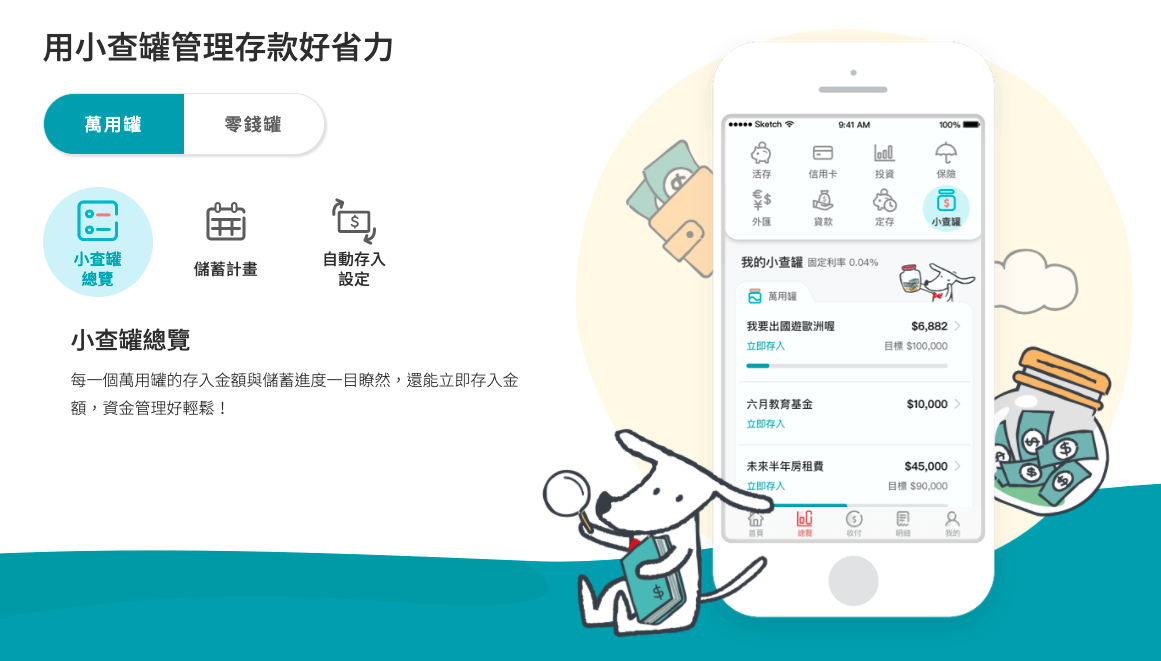 用小查罐管理存款好省力
萬用罐
零錢罐
小查罐
總覽
儲蓄計畫
自動存入
設定
小查罐總覽
每一個萬用罐的存入金額與儲蓄進度一目瞭然，還能立即存入金
額，資金管理好輕鬆！
Sketch 9:41 AM 100%
活存 信用卡 投資 保險
外匯 貸款 定存 小查罐
我的小查罐 固定利率 0.04%
萬用罐
我要出國遊歐洲喔 $6,882
立即存入 目標 $100,000
六月教育基金 $10,000
立即存入
未來半年房租費 $45,000
立即存入 目標 $90,000
首頁 總覽 收付 明細 我的